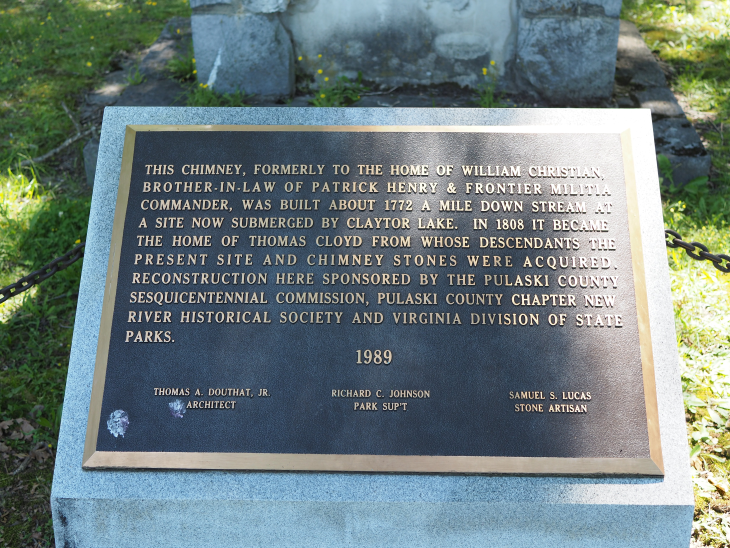 THIS CHIMNEY, FORMERLY TO THE HOME OF WILLIAM CHRISTIAN,
BROTHER-IN-LAW OF PATRICK HENRY & FRONTIER MILITIA
COMMANDER, WAS BUILT ABOUT 1772 A MILE DOWN STREAM AT
A SITE NOW SUBMERGED BY CLAYTOR LAKE. IN 1808 IT BECAME
THE HOME OF THOMAS CLOYD FROM WHOSE DESCENDANTS THE
PRESENT SITE AND CHIMNEY STONES WERE ACQUIRED.
RECONSTRUCTION HERE SPONSORED BY THE PULASKI COUNTY
SESQUICENTENNIAL COMMISSION, PULASKI COUNTY CHAPTER NEW
RIVER HISTORICAL SOCIETY AND VIRGINIA DIVISION OF STATE
PARKS.
1989
THOMAS A. DOUTHAT, JR. RICHARD C. JOHNSON SAMUEL S. LUCAS
ARCHITECT PARK SUP'T. STONE ARTISAN